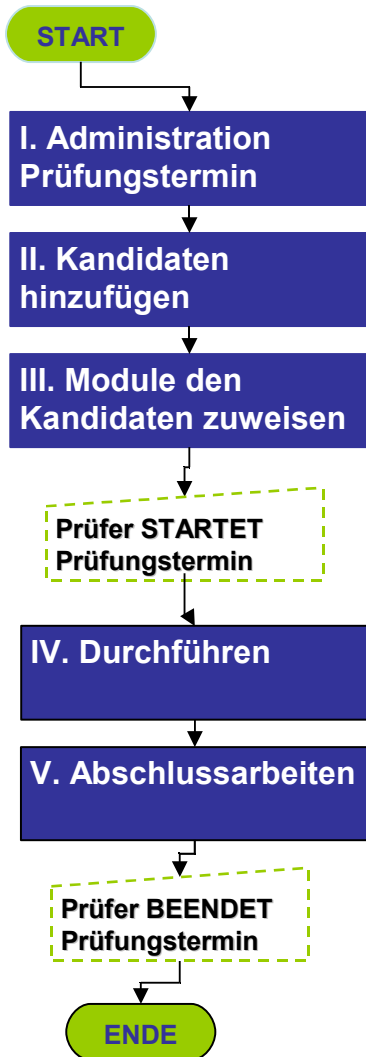 START
I. Administration
Prüfungstermin
II. Kandidaten
hinzufügen
III. Module den
Kandidaten zuweisen
Prüfer STARTET
Prüfungstermin
IV. Durchführen
V. Abschlussarbeiten
Prüfer BEENDET
Prüfungstermin
ENDE